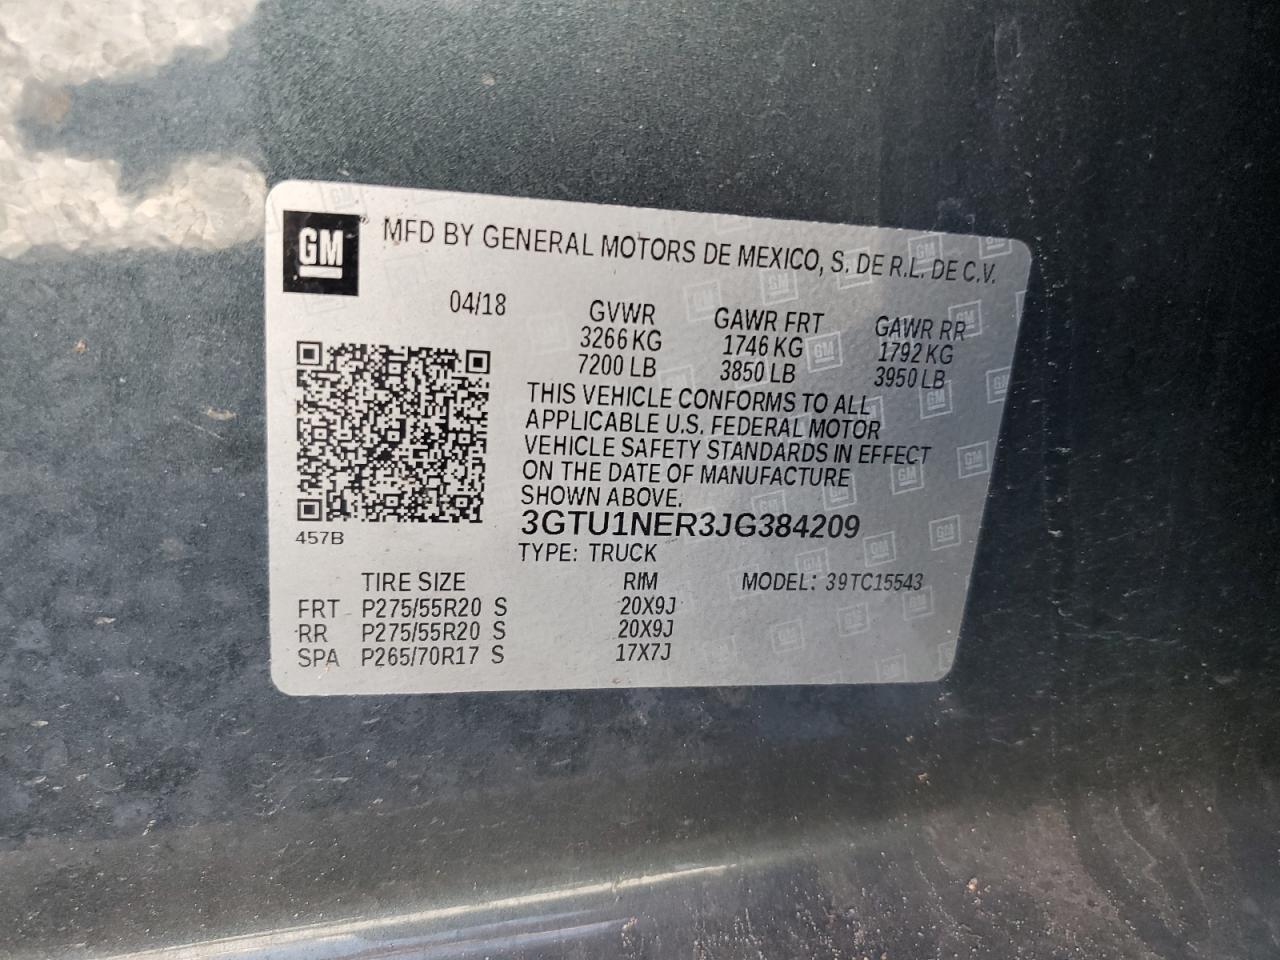 GM® MFD BY GENERAL MOTORS DE MEXICO, S. DE R.L. DE C.V.
04/18 GVWR GAWR FRT GAWR RR
3266 KG 1746 KG 1792 KG
7200 LB 3850 LB 3950 LB
THIS VEHICLE CONFORMS TO ALL
APPLICABLE U.S. FEDERAL MOTOR
VEHICLE SAFETY STANDARDS IN EFFECT
ON THE DATE OF MANUFACTURE
SHOWN ABOVE.
3GTU1NER3JG384209
457B
TYPE: TRUCK
TIRE SIZE RIM MODEL: 39TC15543
FRT P275/55R20 S 20X9J
RR P275/55R20 S 20X9J
SPA P265/70R17 S 17X7J